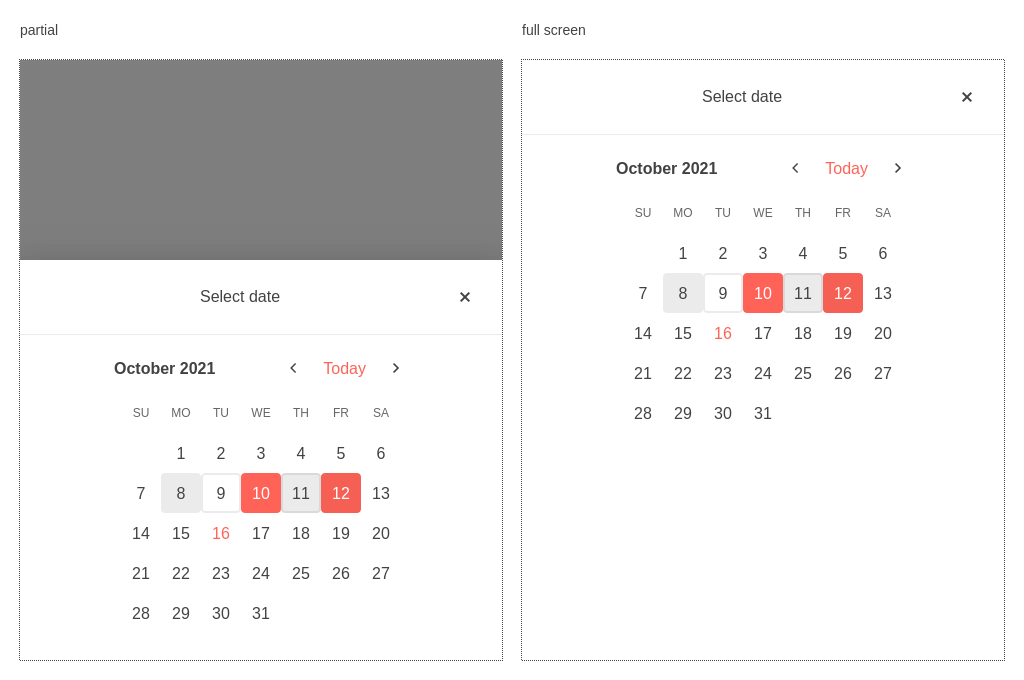 partial
Select date
October 2021 Today
SU MO TU WE TH FR SA
1 2 3 4 5 6
7 8 9 10 11 12 13
14 15 16 17 18 19 20
21 22 23 24 25 26 27
28 29 30 31
full screen
Select date
October 2021 Today
SU MO TU WE TH FR SA
1 2 3 4 5 6
7 8 9 10 11 12 13
14 15 16 17 18 19 20
21 22 23 24 25 26 27
28 29 30 31